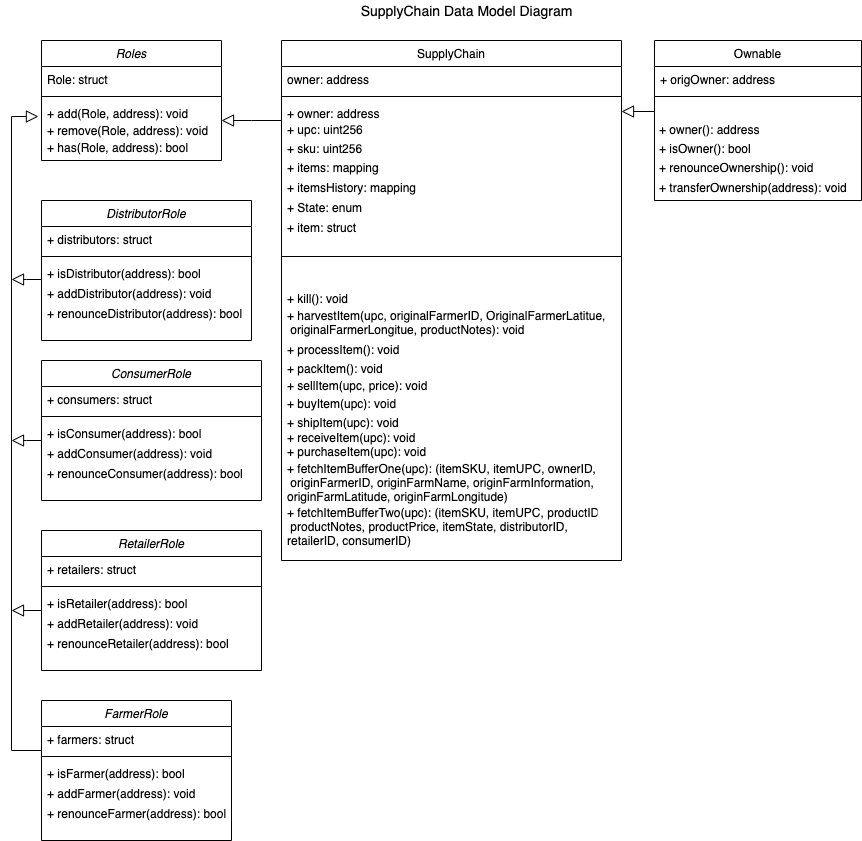 SupplyChain Data Model Diagram
Roles
Role: struct
+ add(Role, address): void
+ remove(Role, address): void
+ has(Role, address): bool
SupplyChain
owner: address
+ owner: address
+ upc: uint256
+ sku: uint256
+ items: mapping
+ itemsHistory: mapping
+ State: enum
+ item: struct
+ kill(): void
+ harvestItem(upc, originalFarmerID, OriginalFarmerLatitue,
originalFarmerLongitue, productNotes): void
+ processItem(): void
+ packItem(): void
+ sellItem(upc, price): void
+ buyItem(upc): void
+ shipItem(upc): void
+ receiveItem(upc): void
+ purchaseItem(upc): void
+ fetchItemBufferOne(upc): (itemSKU, itemUPC, ownerID,
originFarmerID, originFarmName, originFarmInformation,
originFarmLatitude, originFarmLongitude)
+ fetchItemBufferTwo(upc): (itemSKU, itemUPC, productID
productNotes, productPrice, itemState, distributorID,
retailerID, consumerID)
Ownable
+ origOwner: address
+ owner(): address
+ isOwner(): bool
+ renounceOwnership(): void
+ transferOwnership(address): void
DistributorRole
+ distributors: struct
+ isDistributor(address): bool
+ addDistributor(address): void
+ renounceDistributor(address): bool
ConsumerRole
+ consumers: struct
+ isConsumer(address): bool
+ addConsumer(address): void
+ renounceConsumer(address): bool
RetailerRole
+ retailers: struct
+ isRetailer(address): bool
+ addRetailer(address): void
+ renounceRetailer(address): bool
FarmerRole
+ farmers: struct
+ isFarmer(address): bool
+ addFarmer(address): void
+ renounceFarmer(address): bool